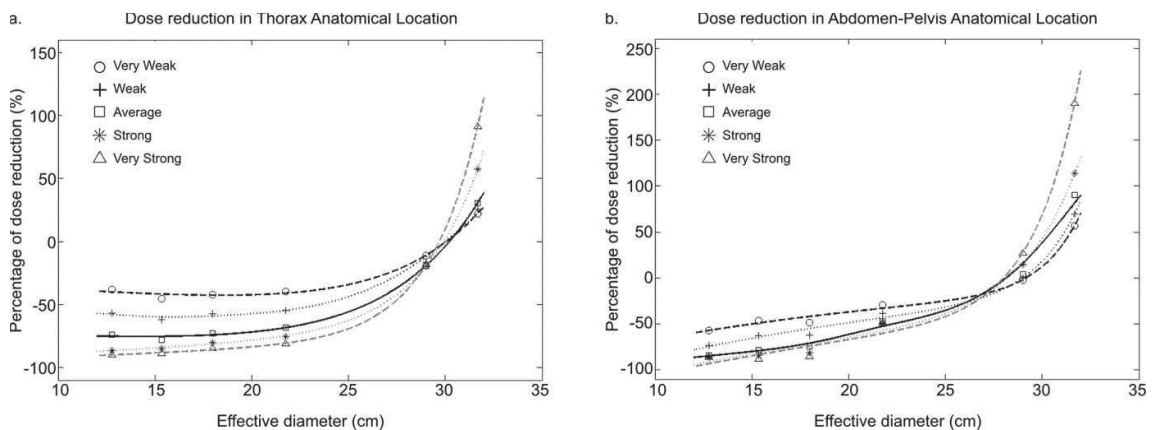 a.
Dose reduction in Thorax Anatomical Location
Percentage of dose reduction (%)
150
100
50
0
-50
-100
10
15
20
25
30
35
Very Weak
Weak
Average
Strong
Very Strong
Effective diameter (cm)
b.
Dose reduction in Abdomen-Pelvis Anatomical Location
Percentage of dose reduction (%)
250
200
150
100
50
0
-50
-100
10
15
20
25
30
35
Very Weak
Weak
Average
Strong
Very Strong
Effective diameter (cm)